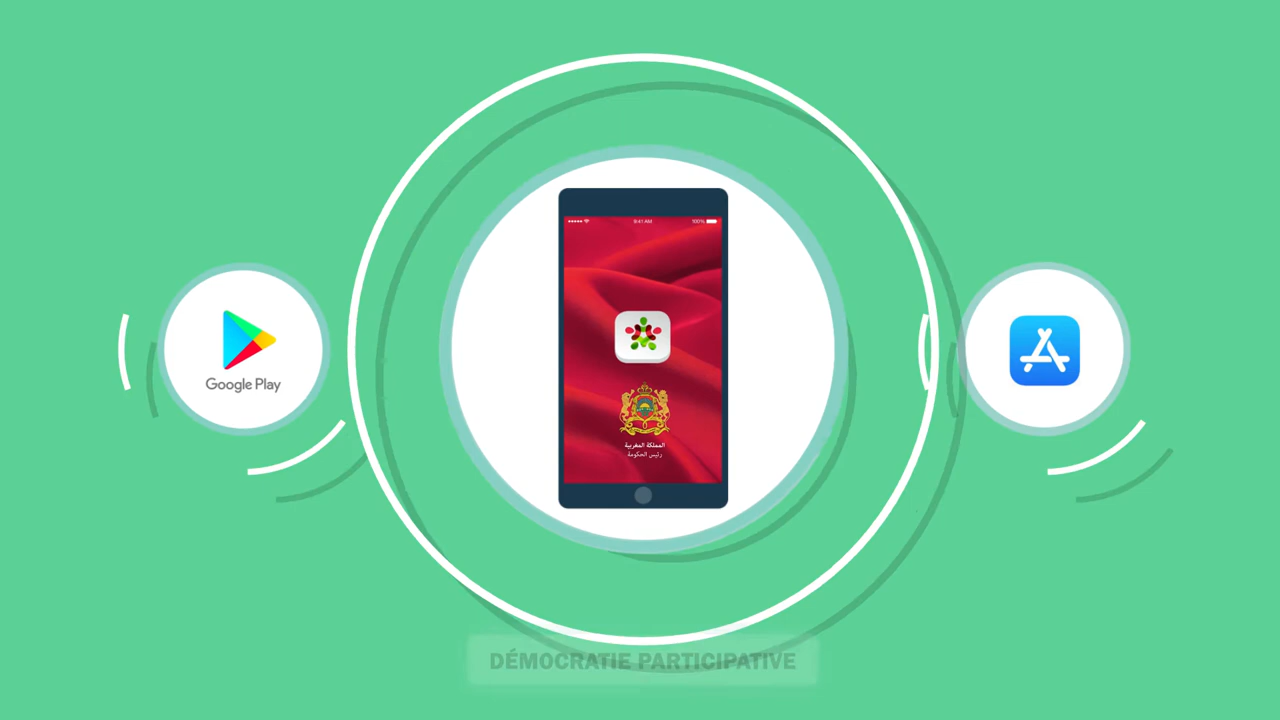 9:41 AM
100%
المملكة المغربية
رئيس الحكومة
Google Play
DÉMOCRATIE PARTICIPATIVE